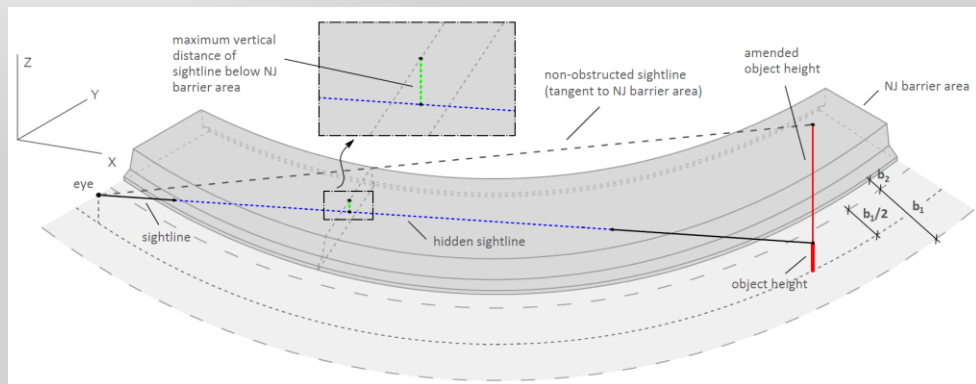 maximum vertical
distance of
sightline below NJ
barrier area
non-obstructed sightline
(tangent to NJ barrier area)
amended
object height
NJ barrier area
Z
Y
X
eye
sightline
hidden sightline
b₂
b₁
b₁/2
object height